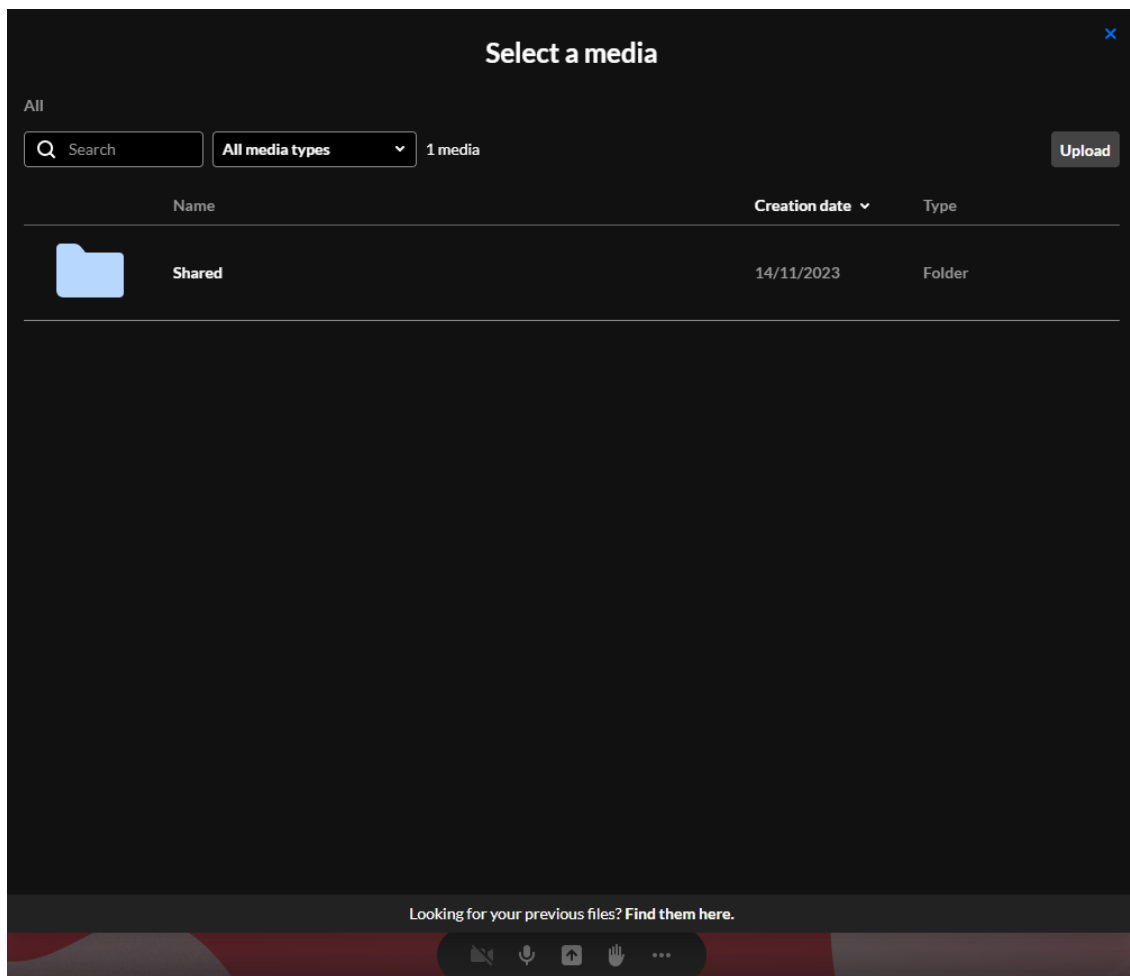 Select a media
All
Search
All media types
1 media
Upload
Name
Creation date
Type
Shared
14/11/2023
Folder
Looking for your previous files? Find them here.